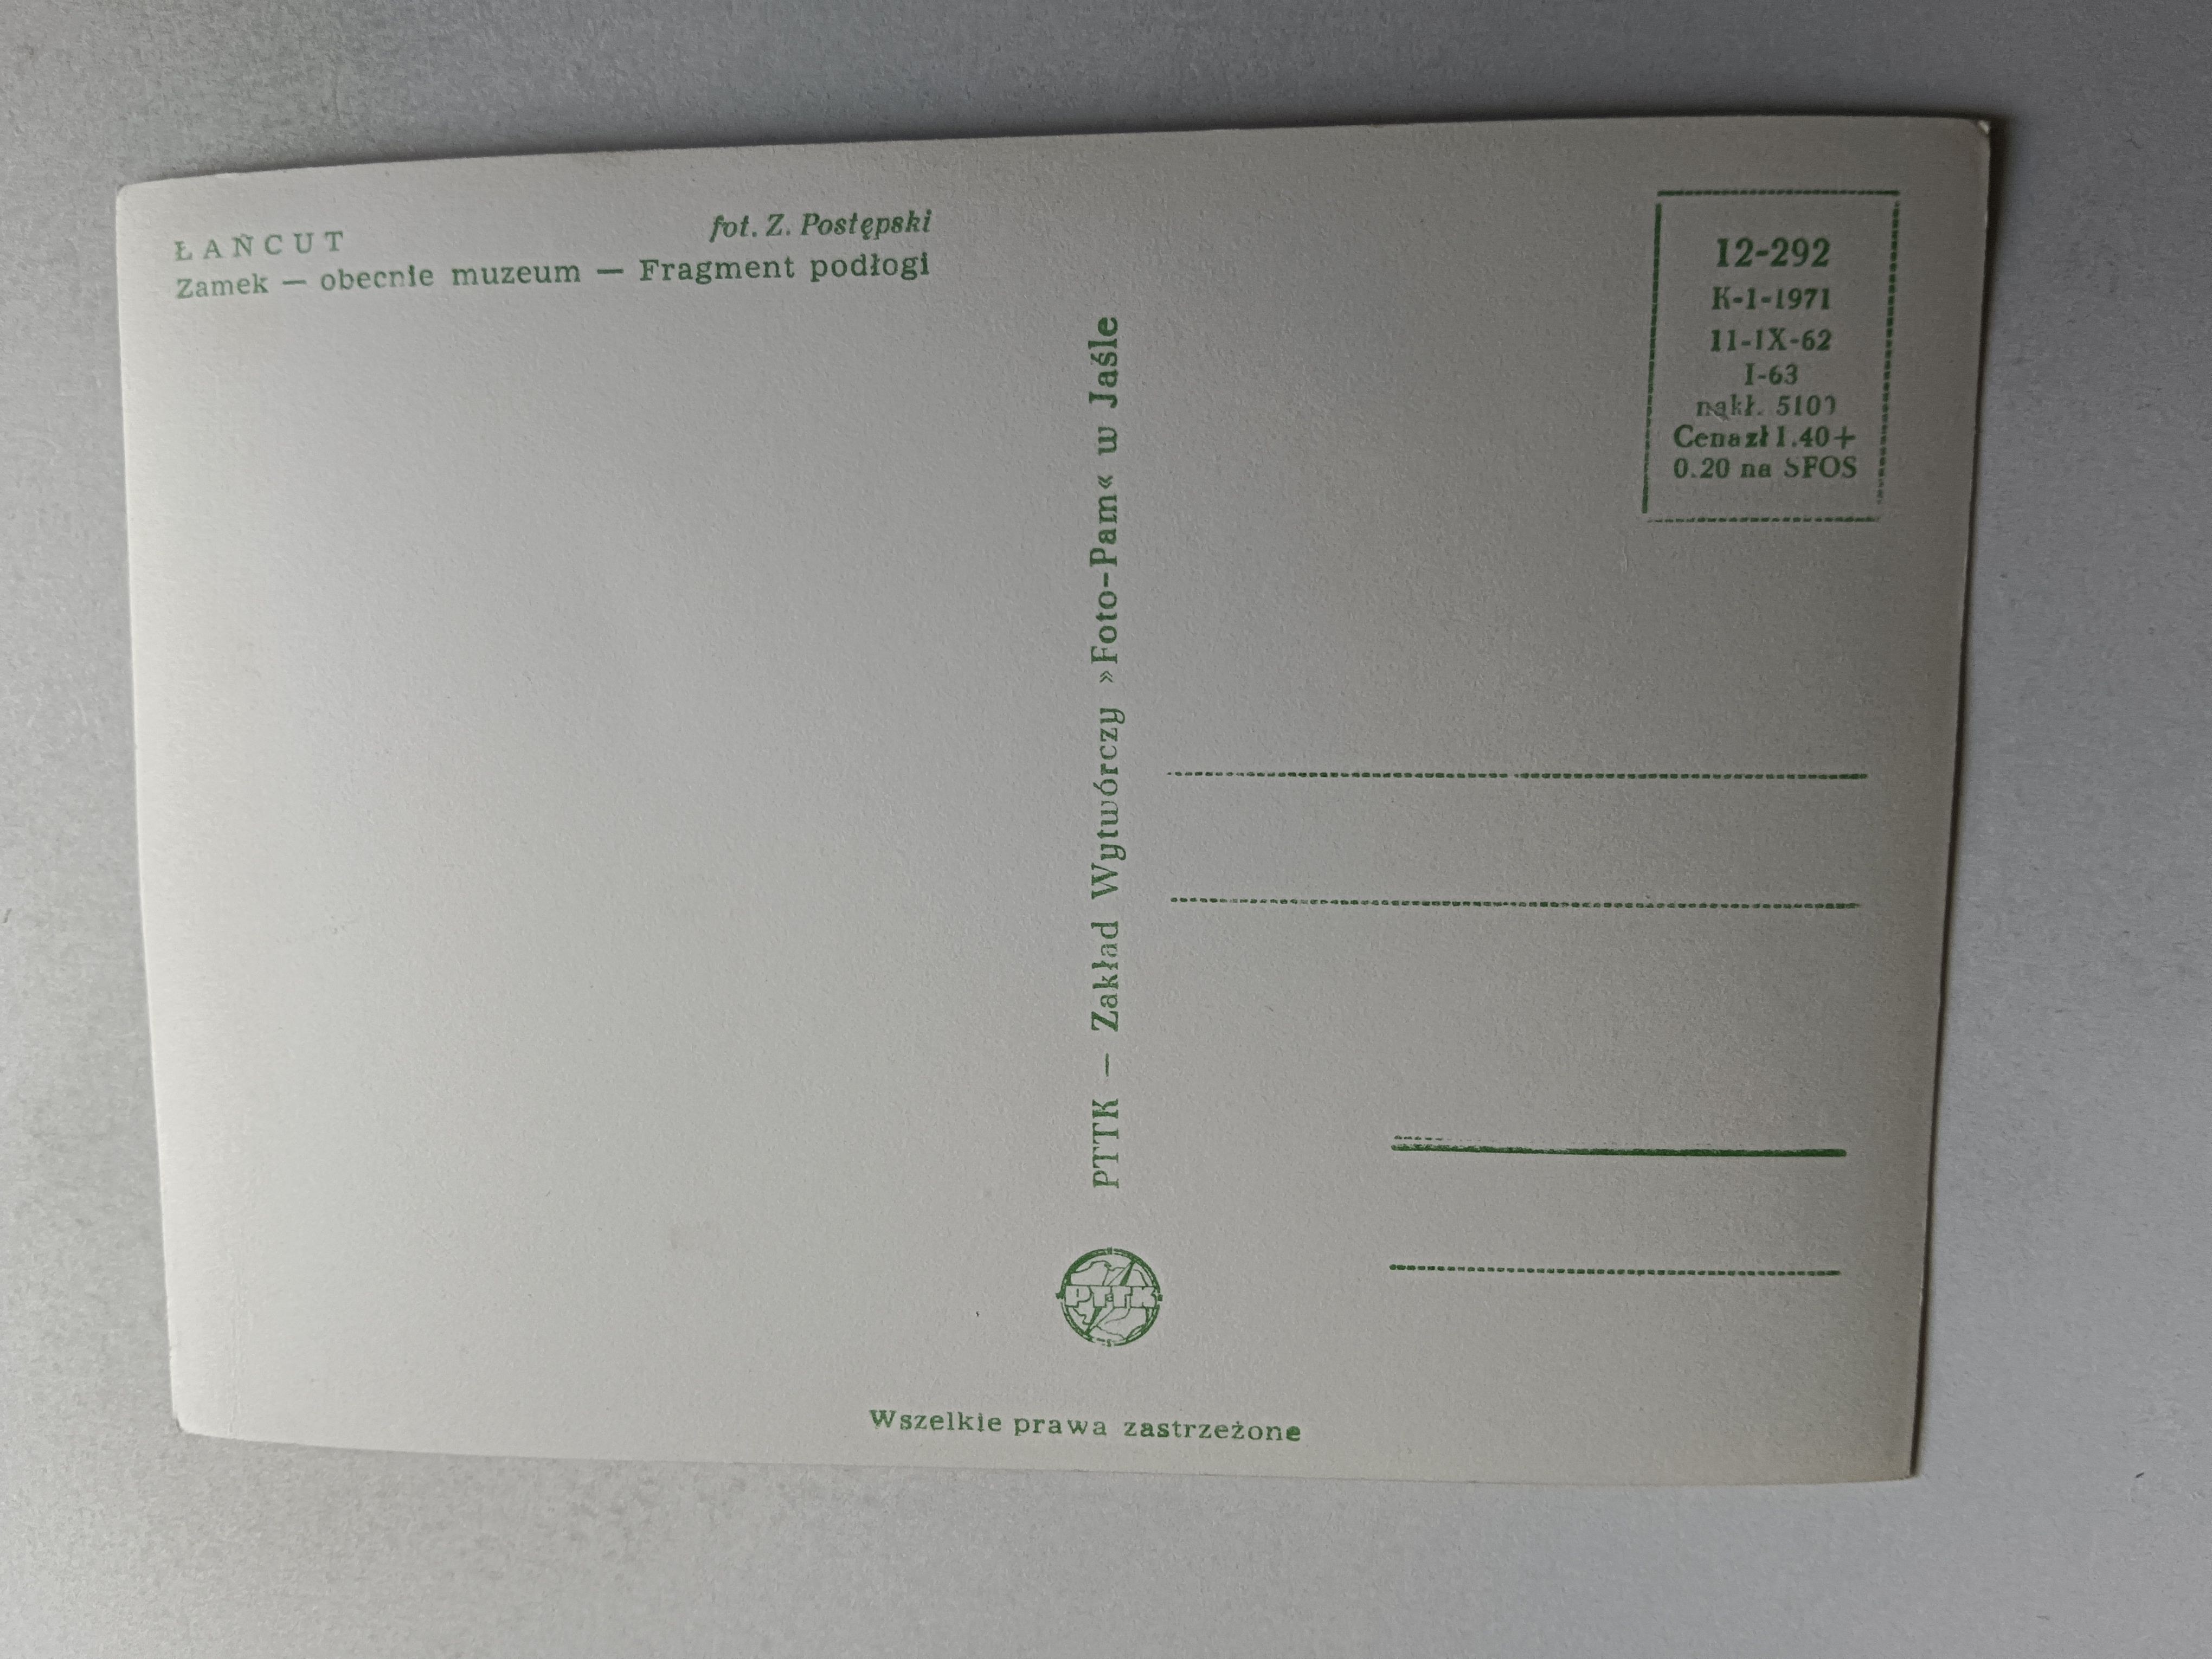 ŁAŃCUT
fot. Z. Postępski
Zamek — obecnie muzeum — Fragment podłogi
PTTK — Zakład Wytwórczy »Foto-Pam« w Jaśle
PTTK
Wszelkie prawa zastrzeżone
12-292
K-1-1971
11-IX-62
I-63
nakł. 5100
Cena zł 1.40+
0.20 na SFOS